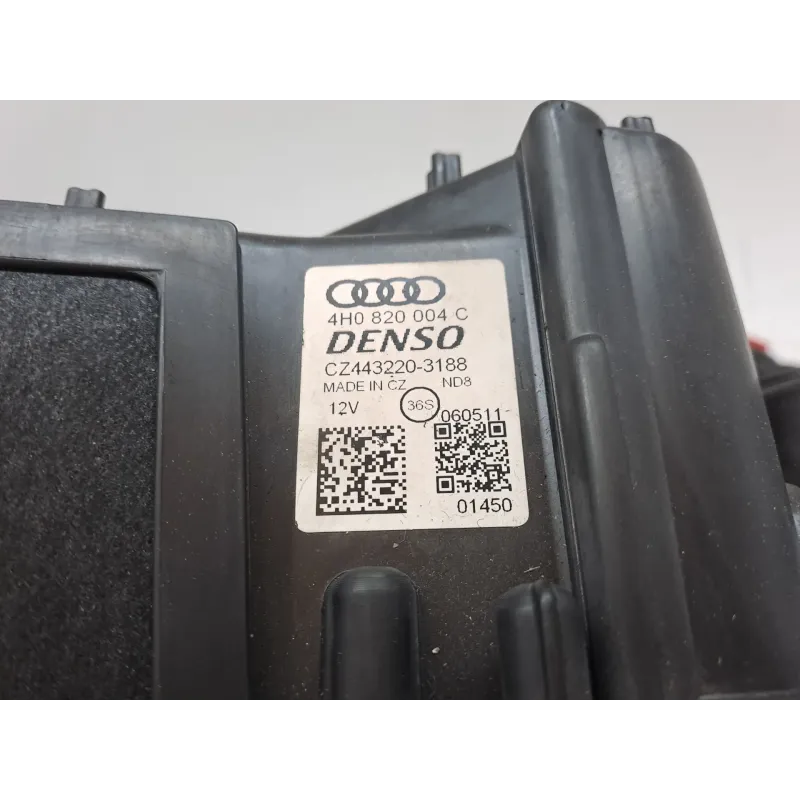 4H0 820 004 C
DENSO
CZ443220-3188
MADE IN CZ ND8
12V 36S 060511
01450